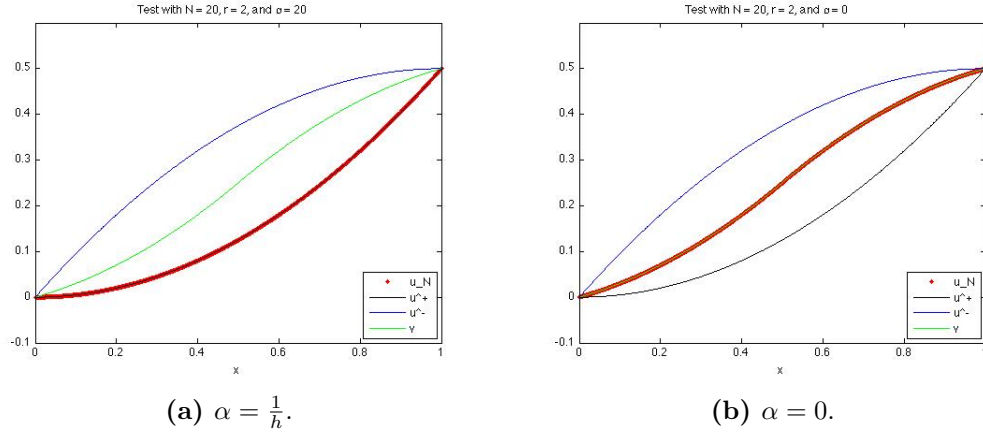 Test with N = 20, r = 2, and ø = 20
0.5
0.4
0.3
0.2
0.1
0
-0.1
0 0.2 0.4 0.6 0.8 1
x
u_N
u^+
u^-
γ
(a) α = 1/h.
Test with N = 20, r = 2, and ø = 0
0.5
0.4
0.3
0.2
0.1
0
-0.1
0 0.2 0.4 0.6 0.8 1
x
u_N
u^+
u^-
γ
(b) α = 0.